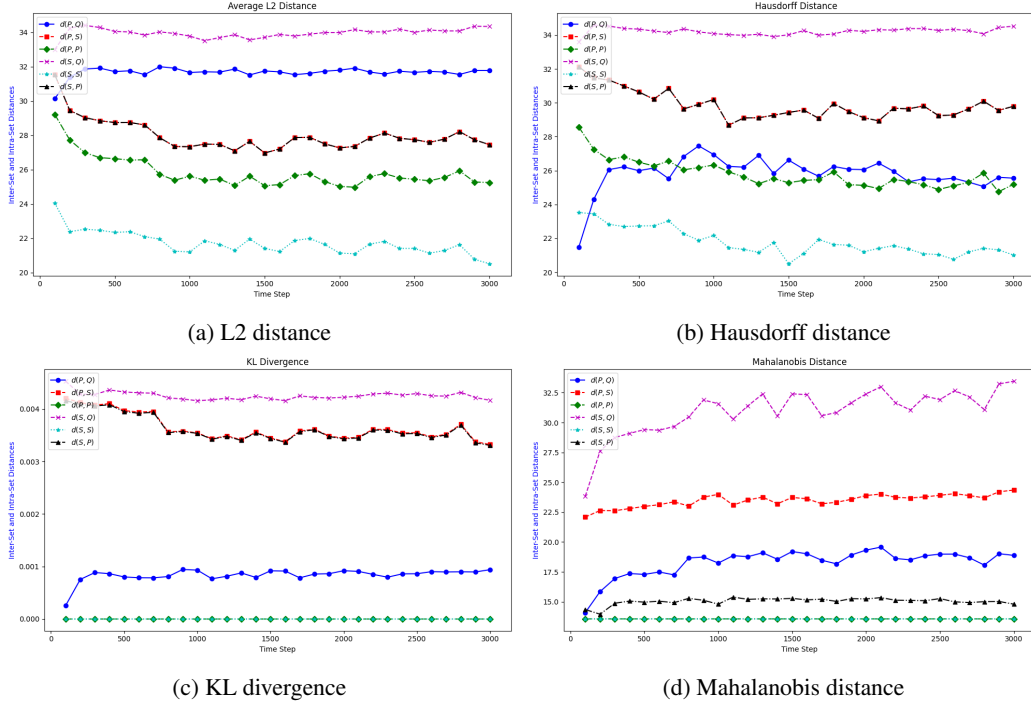 Average L2 Distance
Inter-Set and Intra-Set Distances
34
32
30
28
26
24
22
20
d(P, Q)
d(P, S)
d(P, P)
d(S, Q)
d(S, S)
d(S, P)
0 500 1000 1500 2000 2500 3000
Time Step
(a) L2 distance
Hausdorff Distance
Inter-Set and Intra-Set Distances
34
32
30
28
26
24
22
20
d(P, Q)
d(P, S)
d(P, P)
d(S, Q)
d(S, S)
d(S, P)
0 500 1000 1500 2000 2500 3000
Time Step
(b) Hausdorff distance
KL Divergence
Inter-Set and Intra-Set Distances
0.004
0.003
0.002
0.001
0.000
d(P, Q)
d(P, S)
d(P, P)
d(S, Q)
d(S, S)
d(S, P)
0 500 1000 1500 2000 2500 3000
Time Step
(c) KL divergence
Mahalanobis Distance
Inter-Set and Intra-Set Distances
32.5
30.0
27.5
25.0
22.5
20.0
17.5
15.0
d(P, Q)
d(P, S)
d(P, P)
d(S, Q)
d(S, S)
d(S, P)
0 500 1000 1500 2000 2500 3000
Time Step
(d) Mahalanobis distance